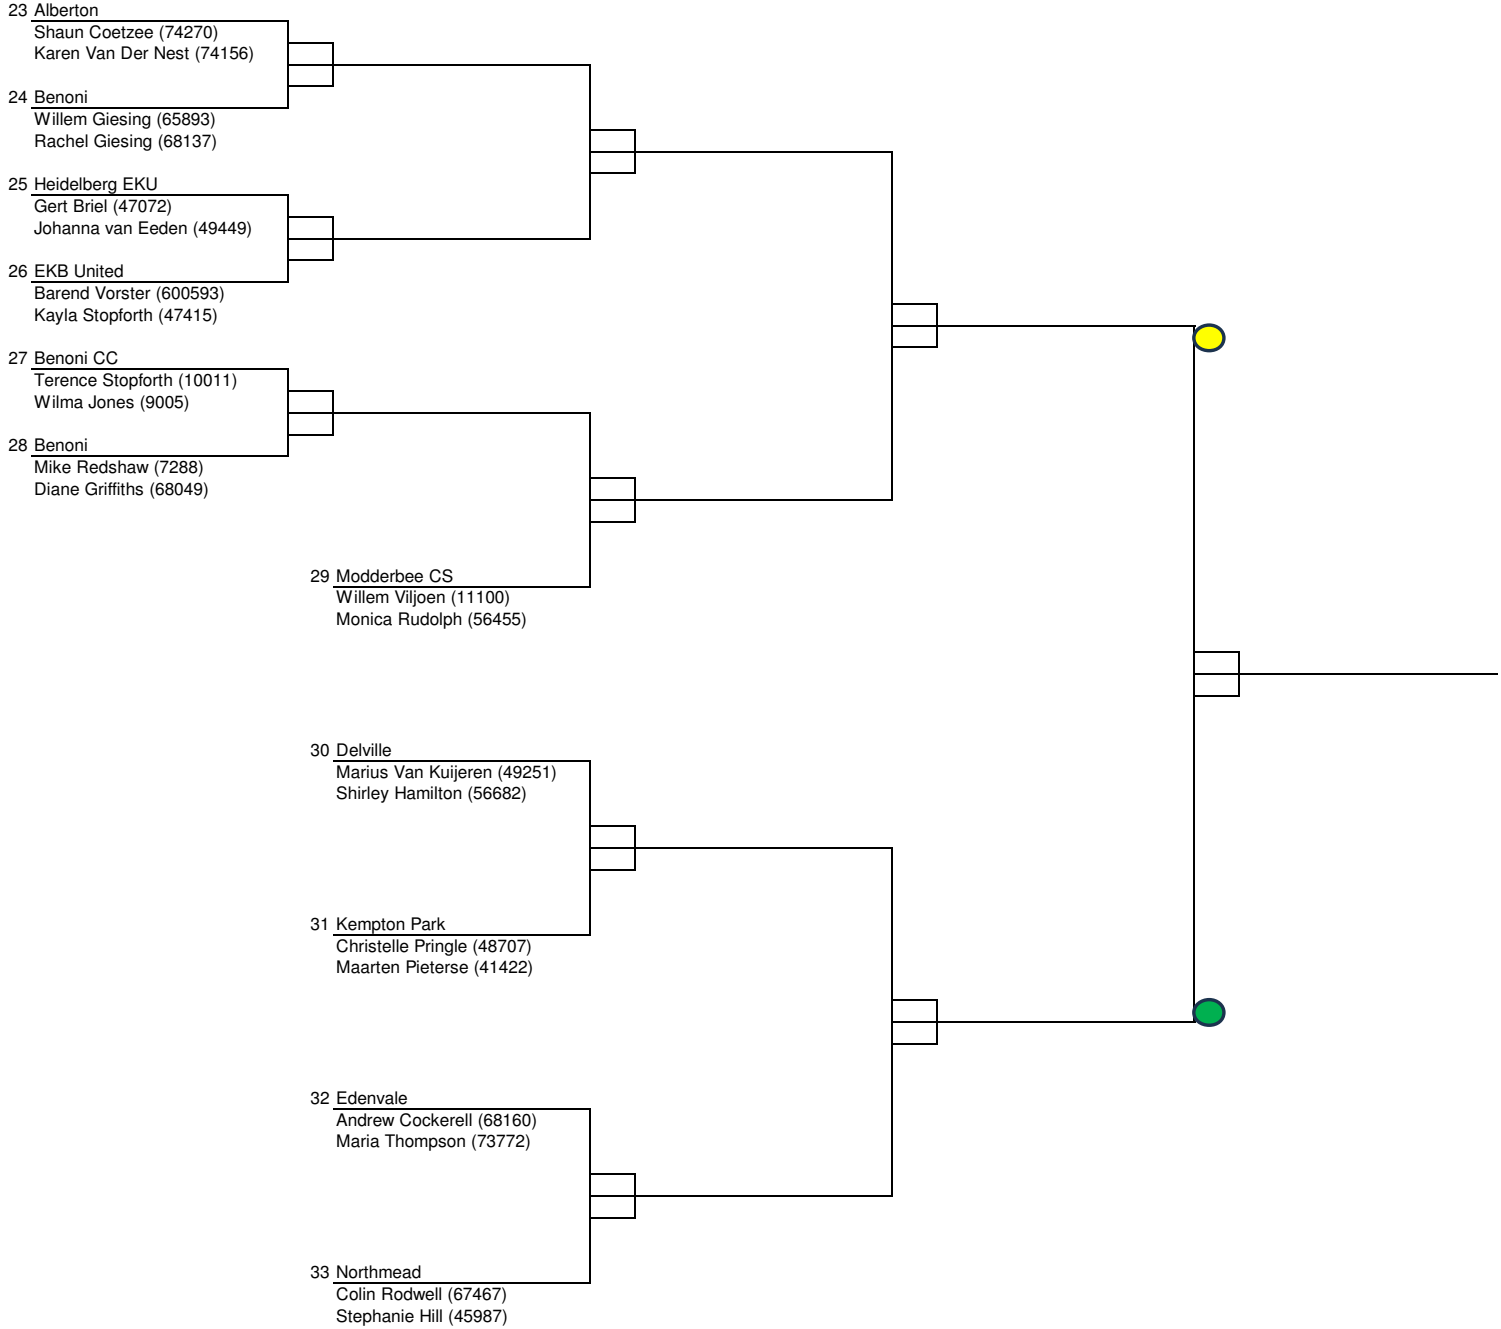 23 Alberton
Shaun Coetzee (74270)
Karen Van Der Nest (74156)
24 Benoni
Willem Giesing (65893)
Rachel Giesing (68137)
25 Heidelberg EKU
Gert Briel (47072)
Johanna van Eeden (49449)
26 EKB United
Barend Vorster (600593)
Kayla Stopforth (47415)
27 Benoni CC
Terence Stopforth (10011)
Wilma Jones (9005)
28 Benoni
Mike Redshaw (7288)
Diane Griffiths (68049)
29 Modderbee CS
Willem Viljoen (11100)
Monica Rudolph (56455)
30 Delville
Marius Van Kuijeren (49251)
Shirley Hamilton (56682)
31 Kempton Park
Christelle Pringle (48707)
Maarten Pieterse (41422)
32 Edenvale
Andrew Cockerell (68160)
Maria Thompson (73772)
33 Northmead
Colin Rodwell (67467)
Stephanie Hill (45987)